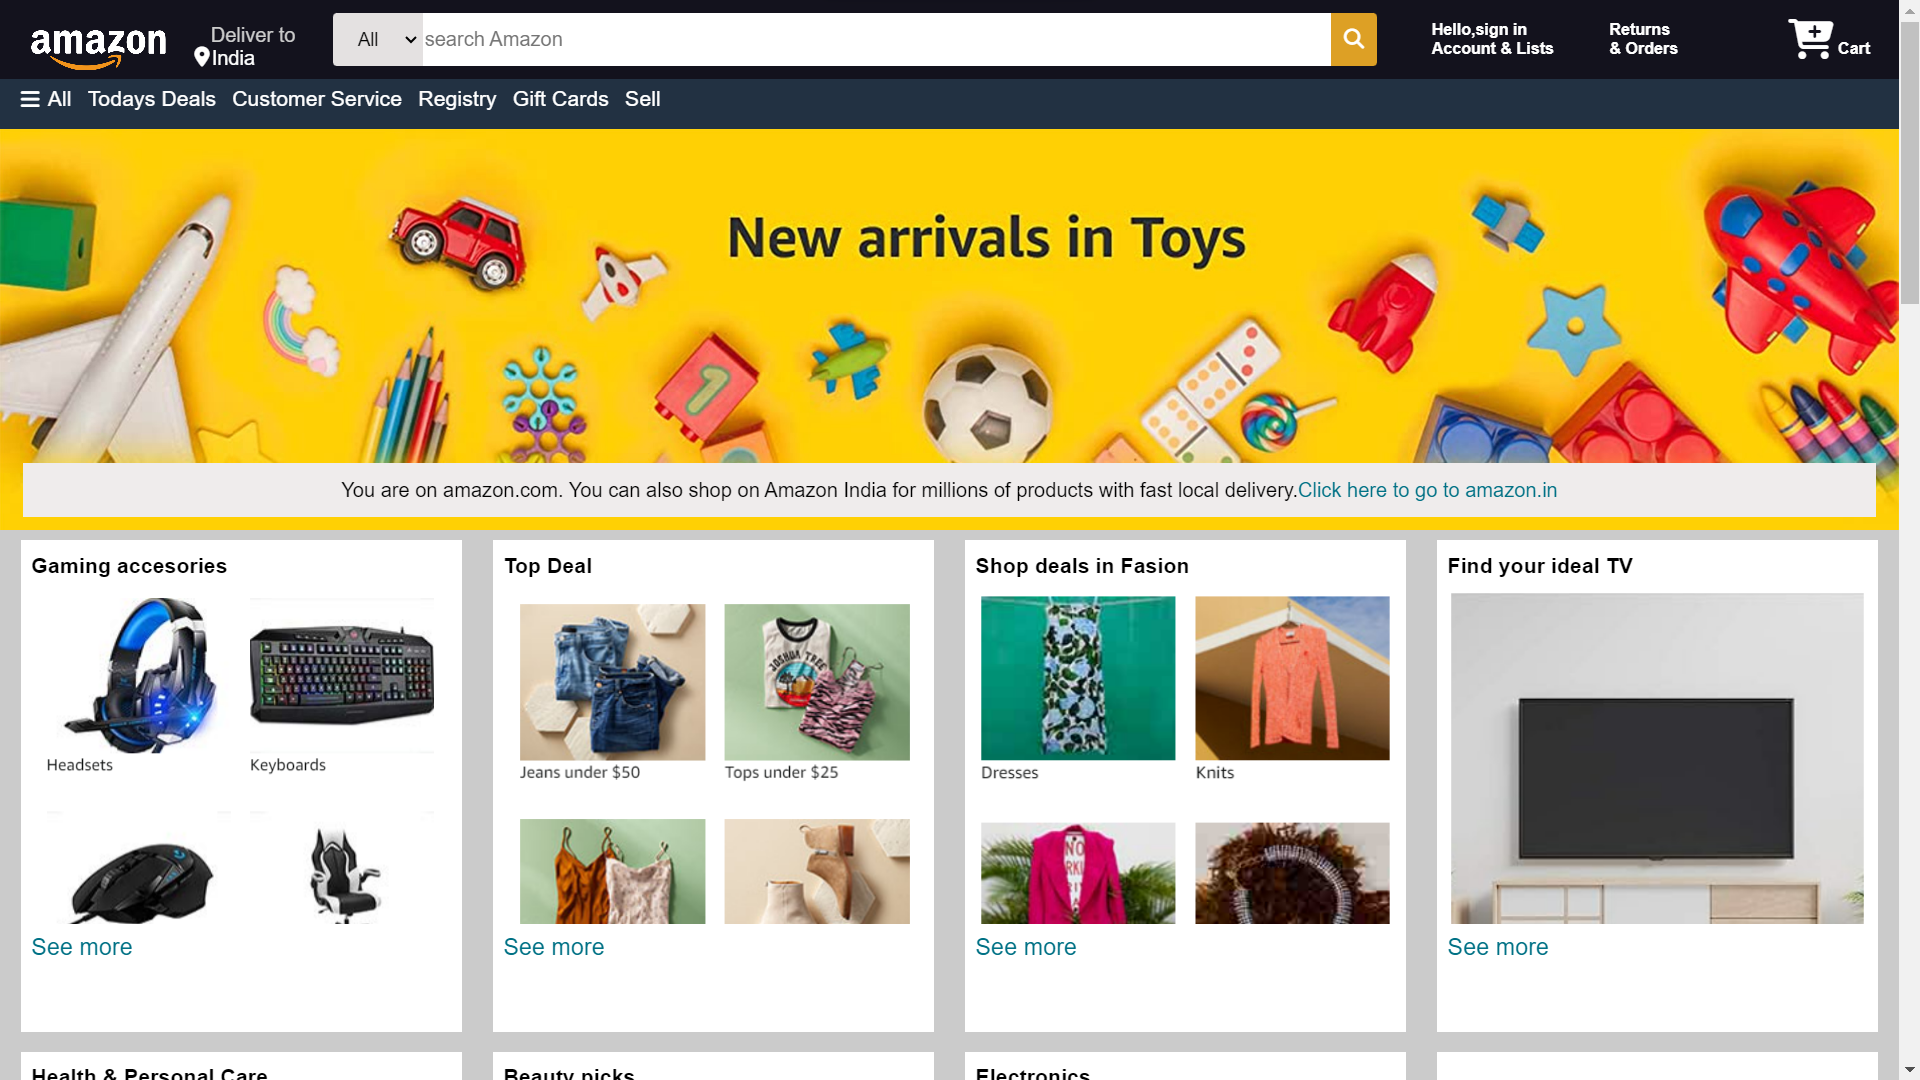 amazon
Deliver to
India
All
search Amazon
Hello,sign in
Account & Lists
Returns
& Orders
Cart
All
Todays Deals
Customer Service
Registry
Gift Cards
Sell
New arrivals in Toys
1
You are on amazon.com. You can also shop on Amazon India for millions of products with fast local delivery.Click here to go to amazon.in
Gaming accesories
Headsets
Keyboards
See more
Top Deal
JOSHUA TREE
Jeans under $50
Tops under $25
See more
Shop deals in Fasion
Dresses
Knits
NO
See more
Find your ideal TV
See more
Health & Personal Care
Beauty picks
Electronics